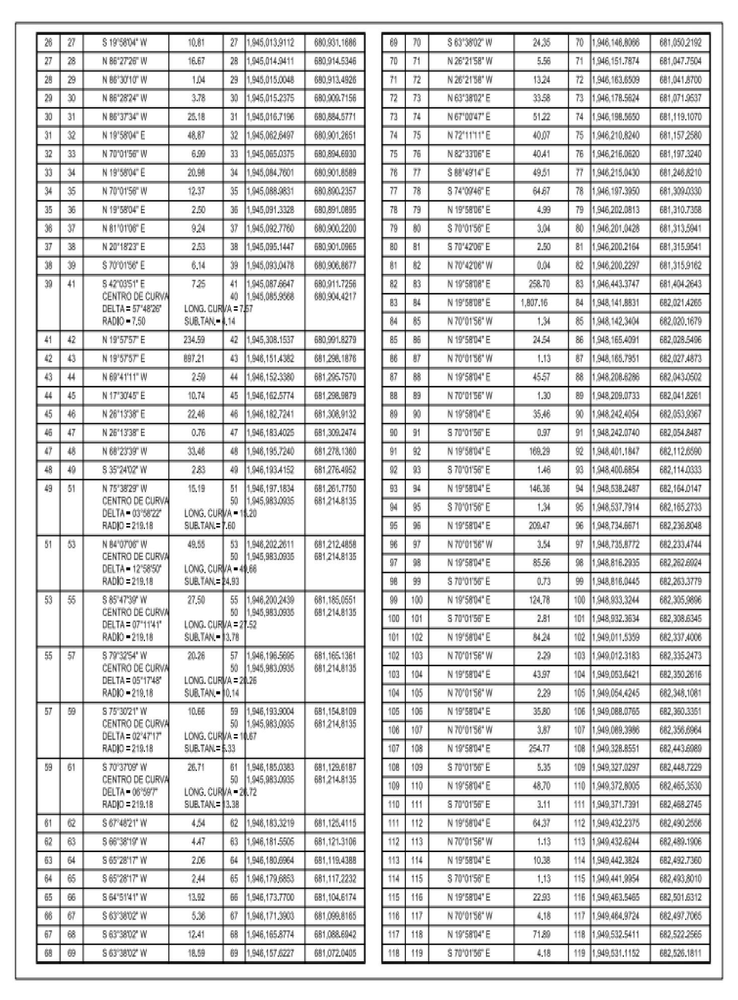 26 27 S 19°58'04" W 10.81 27 1,945,013.9112 680,931.1686
27 28 N 86°27'26" W 16.67 28 1,945,014.9411 680,914.5346
28 29 N 86°30'10" W 1.04 29 1,945,015.0048 680,913.4926
29 30 N 86°28'24" W 3.78 30 1,945,015.2375 680,909.7156
30 31 N 86°37'34" W 25.18 31 1,945,016.7196 680,884.5771
31 32 N 19°58'04" E 48.87 32 1,945,062.6497 680,901.2651
32 33 N 70°01'56" W 6.99 33 1,945,065.0375 680,894.6930
33 34 N 19°58'04" E 20.98 34 1,945,084.7601 680,901.8589
34 35 N 70°01'56" W 12.37 35 1,945,088.9831 680,890.2357
35 36 N 19°58'04" E 2.50 36 1,945,091.3328 680,891.0895
36 37 N 81°01'06" E 9.24 37 1,945,092.7760 680,900.2200
37 38 N 20°18'23" E 2.53 38 1,945,095.1447 680,901.0965
38 39 S 70°01'56" E 6.14 39 1,945,093.0478 680,906.8677
39 41 S 42°03'51" E 7.25 41 1,945,087.6647 680,911.7256
CENTRO DE CURVA 40 1,945,085.9568 680,904.4217
DELTA = 57°48'26" LONG. CURVA = 7.57
RADIO = 7.50 SUB.TAN.= 4.14
41 42 N 19°57'57" E 234.59 42 1,945,308.1537 680,991.8279
42 43 N 19°57'57" E 897.21 43 1,946,151.4382 681,298.1876
43 44 N 69°41'11" W 2.59 44 1,946,152.3380 681,295.7570
44 45 N 17°30'45" E 10.74 45 1,946,162.5774 681,298.9879
45 46 N 26°13'38" E 22.46 46 1,946,182.7241 681,308.9132
46 47 N 26°13'38" E 0.76 47 1,946,183.4025 681,309.2474
47 48 N 68°23'39" W 33.46 48 1,946,195.7240 681,278.1360
48 49 S 35°24'02" W 2.83 49 1,946,193.4152 681,276.4952
49 51 N 75°38'29" W 15.19 51 1,946,197.1834 681,261.7750
CENTRO DE CURVA 50 1,945,983.0935 681,214.8135
DELTA = 03°58'22" LONG. CURVA = 15.20
RADIO = 219.18 SUB.TAN.= 7.60
51 53 N 84°07'06" W 49.55 53 1,946,202.2611 681,212.4858
CENTRO DE CURVA 50 1,945,983.0935 681,214.8135
DELTA = 12°58'50" LONG. CURVA = 49.66
RADIO = 219.18 SUB.TAN.= 24.93
53 55 S 85°47'39" W 27.50 55 1,946,200.2439 681,185.0551
CENTRO DE CURVA 50 1,945,983.0935 681,214.8135
DELTA = 07°11'41" LONG. CURVA = 27.52
RADIO = 219.18 SUB.TAN.= 13.78
55 57 S 79°32'54" W 20.26 57 1,946,196.5695 681,165.1361
CENTRO DE CURVA 50 1,945,983.0935 681,214.8135
DELTA = 05°17'48" LONG. CURVA = 20.26
RADIO = 219.18 SUB.TAN.= 10.14
57 59 S 75°30'21" W 10.66 59 1,946,193.9004 681,154.8109
CENTRO DE CURVA 50 1,945,983.0935 681,214.8135
DELTA = 02°47'17" LONG. CURVA = 10.67
RADIO = 219.18 SUB.TAN.= 5.33
59 61 S 70°37'09" W 26.71 61 1,946,185.0383 681,129.6187
CENTRO DE CURVA 50 1,945,983.0935 681,214.8135
DELTA = 06°59'7" LONG. CURVA = 26.72
RADIO = 219.18 SUB.TAN.= 13.38
61 62 S 67°48'21" W 4.54 62 1,946,183.3219 681,125.4115
62 63 S 66°38'19" W 4.47 63 1,946,181.5505 681,121.3106
63 64 S 65°28'17" W 2.06 64 1,946,180.6964 681,119.4388
64 65 S 65°28'17" W 2.44 65 1,946,179.6853 681,117.2232
65 66 S 64°51'41" W 13.92 66 1,946,173.7700 681,104.6174
66 67 S 63°38'02" W 5.36 67 1,946,171.3903 681,099.8165
67 68 S 63°38'02" W 12.41 68 1,946,165.8774 681,088.6942
68 69 S 63°38'02" W 18.59 69 1,946,157.6227 681,072.0405
69 70 S 63°38'02" W 24.35 70 1,946,146.8066 681,050.2192
70 71 N 26°21'58" W 5.56 71 1,946,151.7874 681,047.7504
71 72 N 26°21'58" W 13.24 72 1,946,163.6509 681,041.8700
72 73 N 63°38'02" E 33.58 73 1,946,178.5624 681,071.9537
73 74 N 67°00'47" E 51.22 74 1,946,198.5650 681,119.1070
74 75 N 72°11'11" E 40.07 75 1,946,210.8240 681,157.2580
75 76 N 82°33'06" E 40.41 76 1,946,216.0620 681,197.3240
76 77 S 88°49'14" E 49.51 77 1,946,215.0430 681,246.8210
77 78 S 74°09'46" E 64.67 78 1,946,197.3950 681,309.0330
78 79 N 19°58'06" E 4.99 79 1,946,202.0813 681,310.7358
79 80 S 70°01'56" E 3.04 80 1,946,201.0428 681,313.5941
80 81 S 70°42'06" E 2.50 81 1,946,200.2164 681,315.9541
81 82 N 70°42'06" W 0.04 82 1,946,200.2297 681,315.9162
82 83 N 19°58'08" E 258.70 83 1,946,443.3747 681,404.2643
83 84 N 19°58'08" E 1,807.16 84 1,948,141.8831 682,021.4265
84 85 N 70°01'56" W 1.34 85 1,948,142.3404 682,020.1679
85 86 N 19°58'04" E 24.54 86 1,948,165.4091 682,028.5496
86 87 N 70°01'56" W 1.13 87 1,948,165.7951 682,027.4873
87 88 N 19°58'04" E 45.57 88 1,948,208.6286 682,043.0502
88 89 N 70°01'56" W 1.30 89 1,948,209.0733 682,041.8261
89 90 N 19°58'04" E 35.46 90 1,948,242.4054 682,053.9367
90 91 S 70°01'56" E 0.97 91 1,948,242.0740 682,054.8487
91 92 N 19°58'04" E 169.29 92 1,948,401.1847 682,112.6590
92 93 S 70°01'56" E 1.46 93 1,948,400.6854 682,114.0333
93 94 N 19°58'04" E 146.36 94 1,948,538.2487 682,164.0147
94 95 S 70°01'56" E 1.34 95 1,948,537.7914 682,165.2733
95 96 N 19°58'04" E 209.47 96 1,948,734.6671 682,236.8048
96 97 N 70°01'56" W 3.54 97 1,948,735.8772 682,233.4744
97 98 N 19°58'04" E 85.56 98 1,948,816.2935 682,262.6924
98 99 S 70°01'56" E 0.73 99 1,948,816.0445 682,263.3779
99 100 N 19°58'04" E 124.78 100 1,948,933.3244 682,305.9896
100 101 S 70°01'56" E 2.81 101 1,948,932.3634 682,308.6345
101 102 N 19°58'04" E 84.24 102 1,949,011.5359 682,337.4006
102 103 N 70°01'56" W 2.29 103 1,949,012.3183 682,335.2473
103 104 N 19°58'04" E 43.97 104 1,949,053.6421 682,350.2616
104 105 N 70°01'56" W 2.29 105 1,949,054.4245 682,348.1081
105 106 N 19°58'04" E 35.80 106 1,949,088.0765 682,360.3351
106 107 N 70°01'56" W 3.87 107 1,949,089.3986 682,356.6964
107 108 N 19°58'04" E 254.77 108 1,949,328.8551 682,443.6989
108 109 S 70°01'56" E 5.35 109 1,949,327.0297 682,448.7229
109 110 N 19°58'04" E 48.70 110 1,949,372.8005 682,465.3530
110 111 S 70°01'56" E 3.11 111 1,949,371.7391 682,468.2745
111 112 N 19°58'04" E 64.37 112 1,949,432.2375 682,490.2556
112 113 N 70°01'56" W 1.13 113 1,949,432.6244 682,489.1906
113 114 N 19°58'04" E 10.38 114 1,949,442.3824 682,492.7360
114 115 S 70°01'56" E 1.13 115 1,949,441.9954 682,493.8010
115 116 N 19°58'04" E 22.93 116 1,949,463.5465 682,501.6312
116 117 N 70°01'56" W 4.18 117 1,949,464.9724 682,497.7065
117 118 N 19°58'04" E 71.89 118 1,949,532.5411 682,522.2565
118 119 S 70°01'56" E 4.18 119 1,949,531.1152 682,526.1811